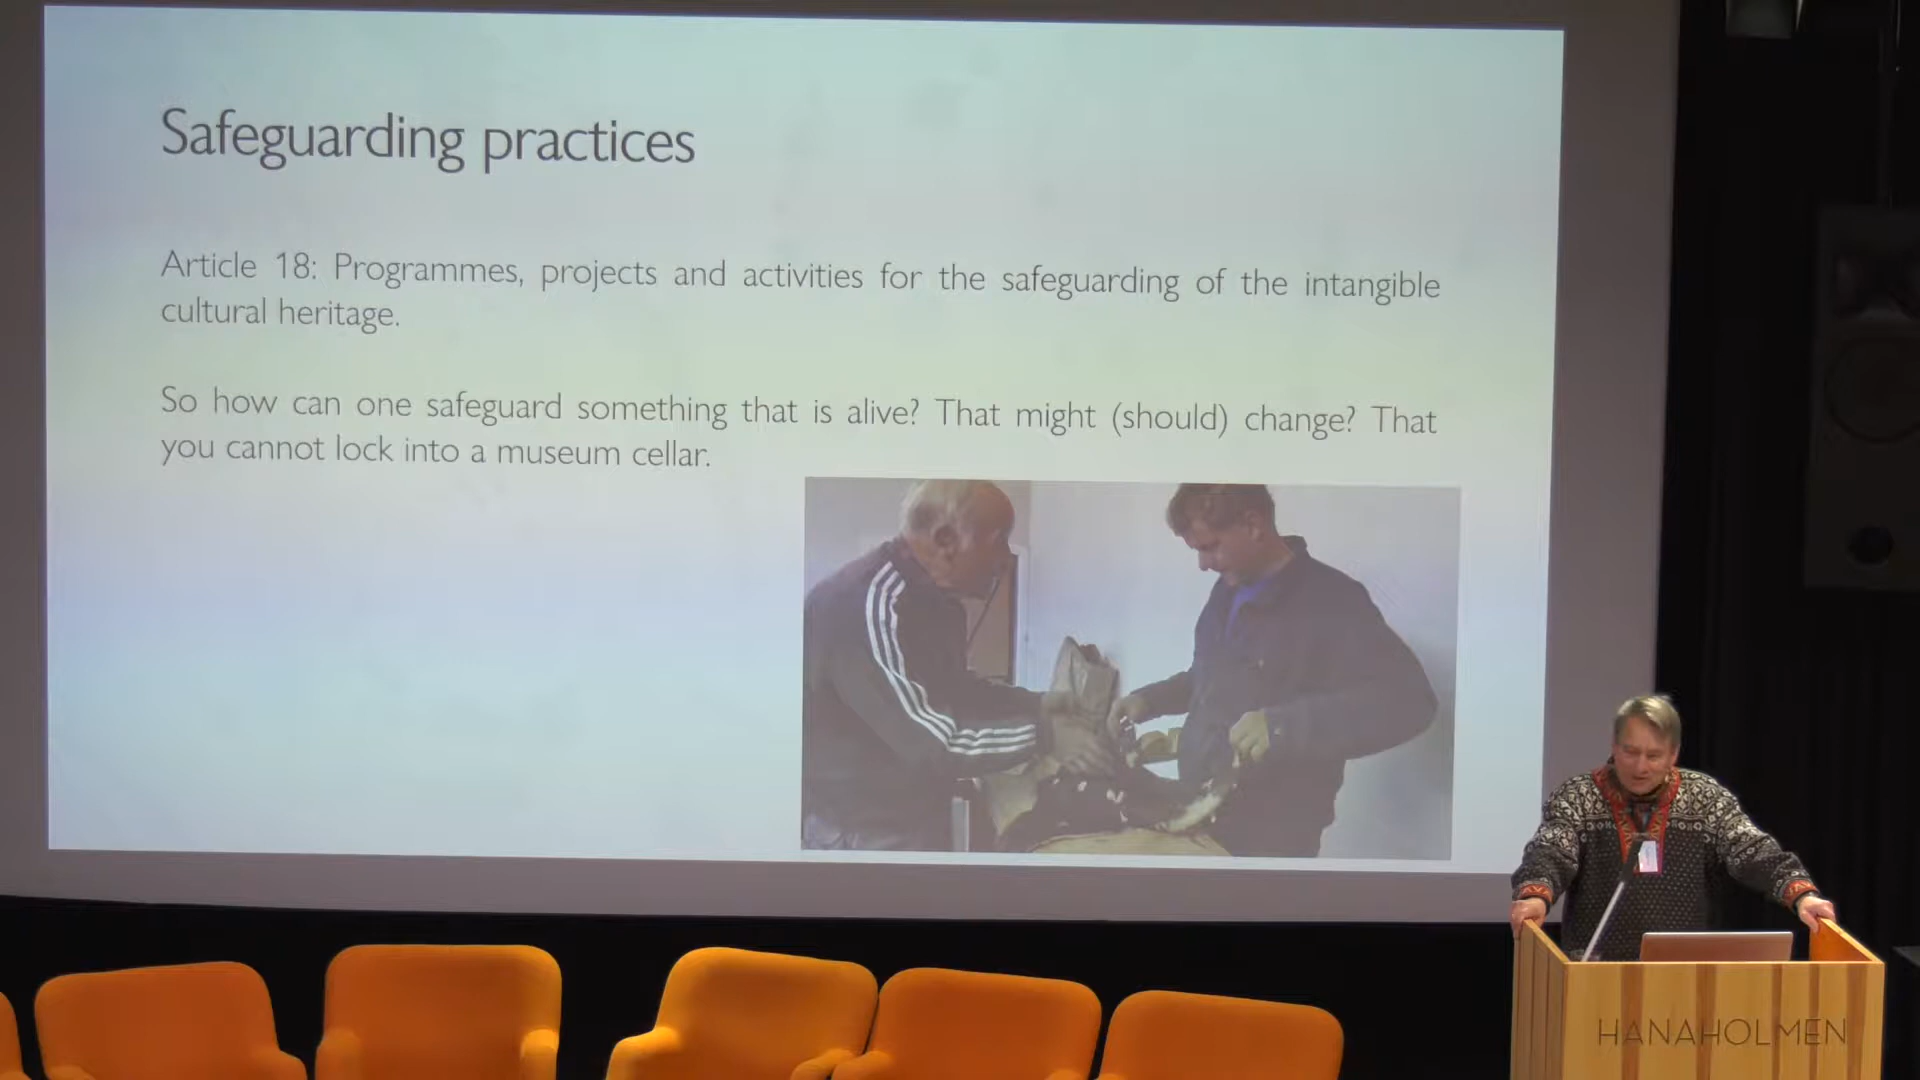 Safeguarding practices
Article 18: Programmes, projects and activities for the safeguarding of the intangible
cultural heritage.
So how can one safeguard something that is alive? That might (should) change? That
you cannot lock into a museum cellar.
HANAHOLMEN